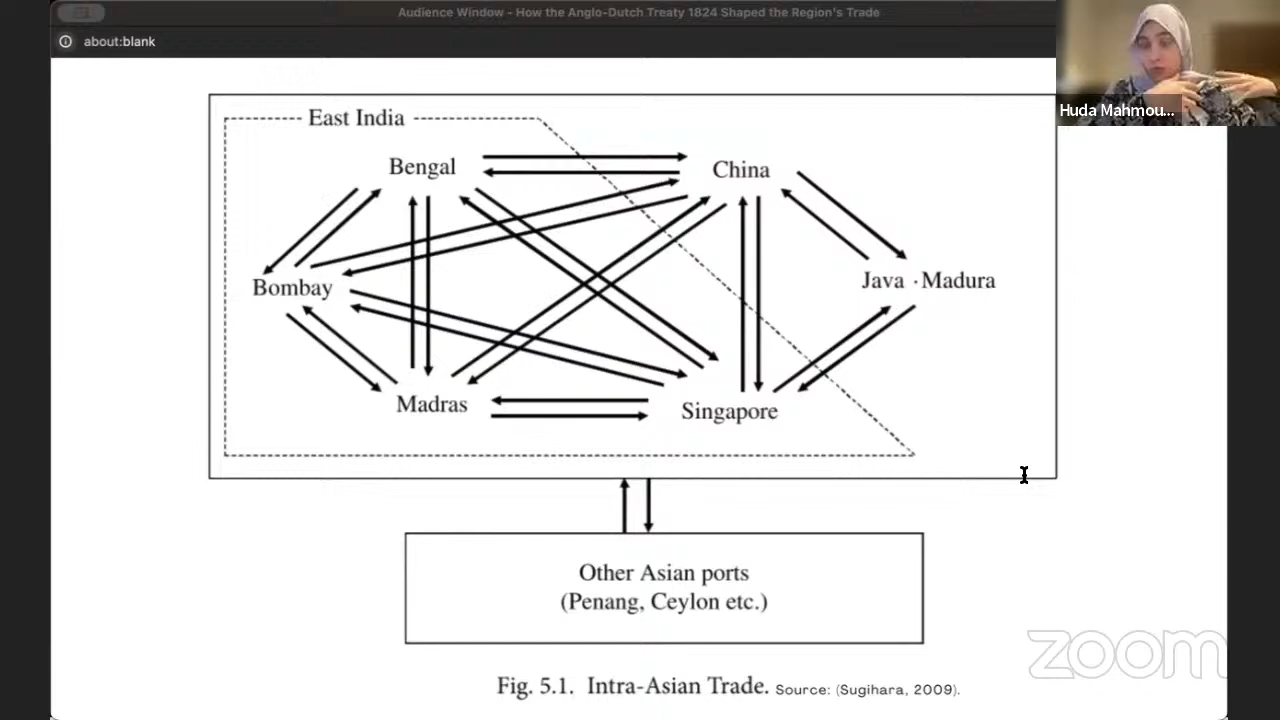 Audience Window - How the Anglo-Dutch Treaty 1824 Shaped the Region's Trade
about:blank
Huda Mahmou...
East India
Bengal
China
Bombay
Java · Madura
Madras
Singapore
Other Asian ports
(Penang, Ceylon etc.)
Fig. 5.1. Intra-Asian Trade. Source: (Sugihara, 2009).
zoom